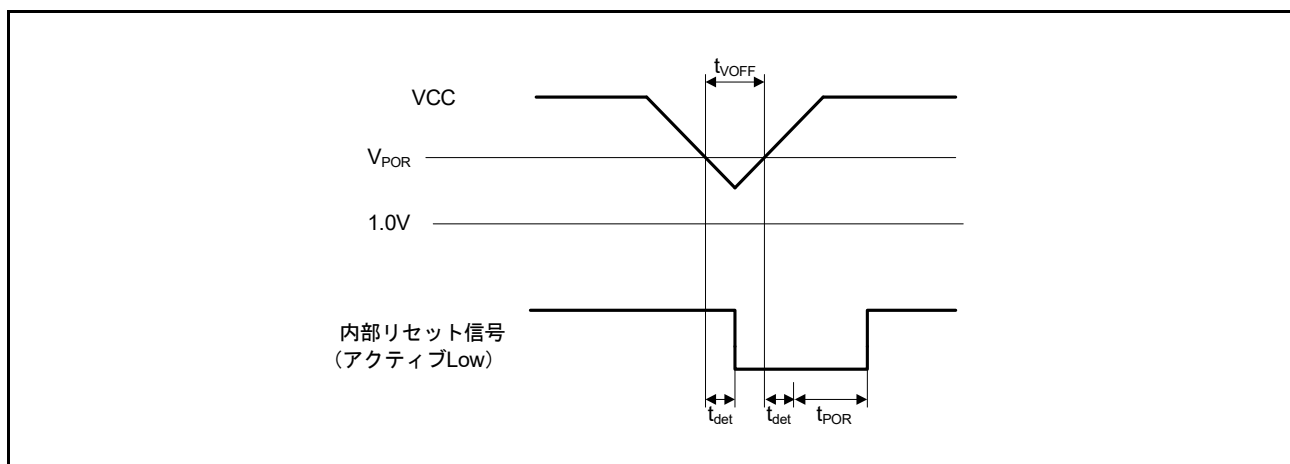 tVOFF
VCC
VPOR
1.0V
内部リセット信号
（アクティブLow）
tdet
tdet
tPOR